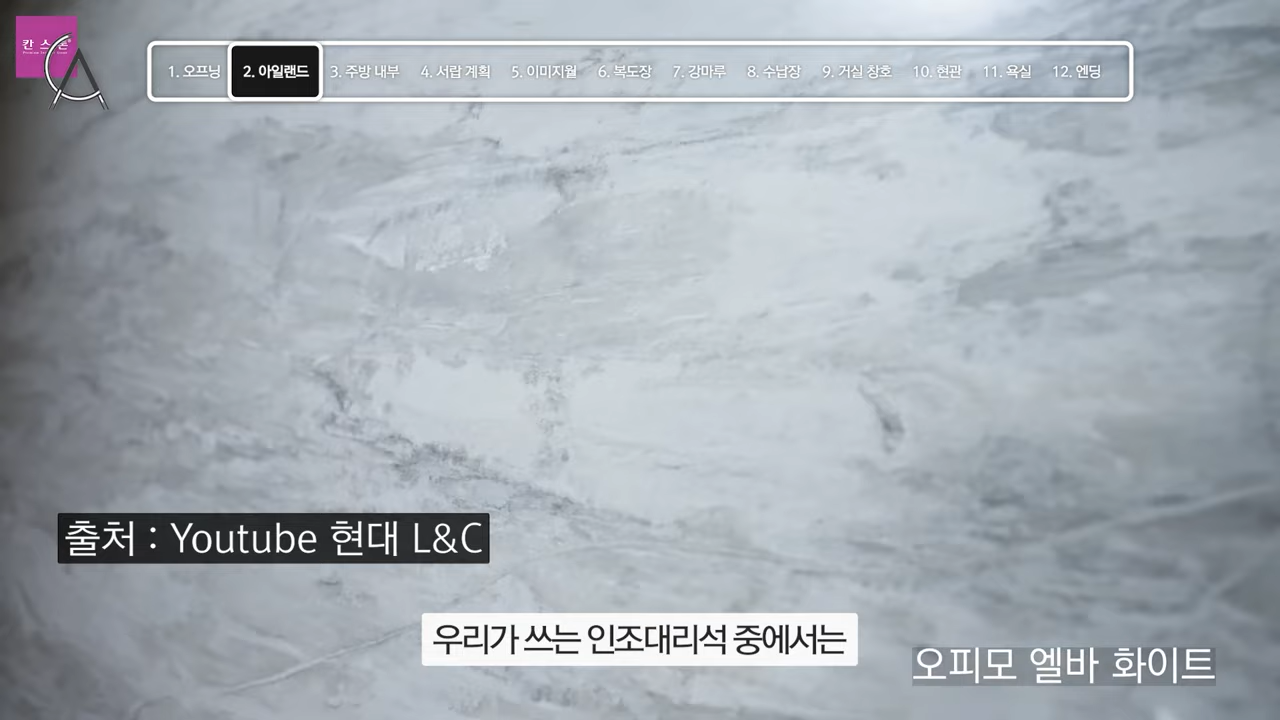 칸스톤
1. 오프닝 2. 아일랜드 3. 주방 내부 4. 서랍 계획 5. 이미지월 6. 복도장 7. 강마루 8. 수납장 9. 거실 창호 10. 현관 11. 욕실 12. 엔딩
출처 : Youtube 현대 L&C
우리가 쓰는 인조대리석 중에서는
오피모 엘바 화이트